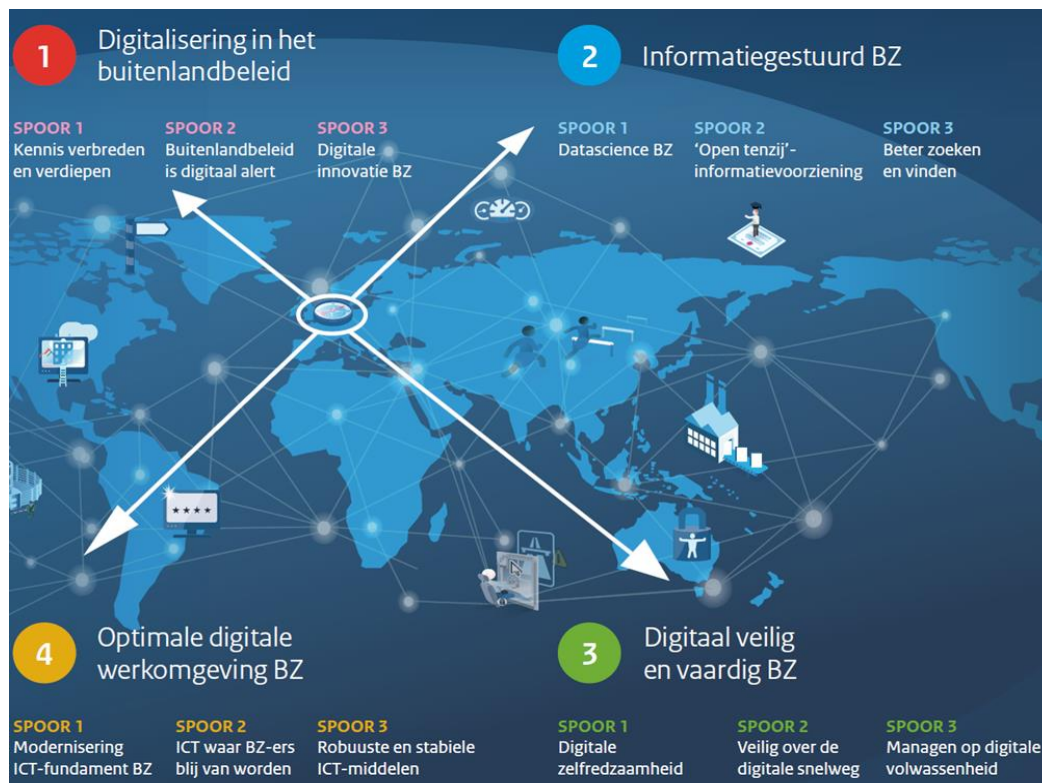 1
Digitalisering in het
buitenlandbeleid
SPOOR 1
Kennis verbreden
en verdiepen
SPOOR 2
Buitenlandbeleid
is digitaal alert
SPOOR 3
Digitale
innovatie BZ
2
Informatiegestuurd BZ
SPOOR 1
Datascience BZ
SPOOR 2
‘Open tenzij’-
informatievoorziening
SPOOR 3
Beter zoeken
en vinden
****
4
Optimale digitale
werkomgeving BZ
SPOOR 1
Modernisering
ICT-fundament BZ
SPOOR 2
ICT waar BZ-ers
blij van worden
SPOOR 3
Robuuste en stabiele
ICT-middelen
3
Digitaal veilig
en vaardig BZ
SPOOR 1
Digitale
zelfredzaamheid
SPOOR 2
Veilig over de
digitale snelweg
SPOOR 3
Managen op digitale
volwassenheid